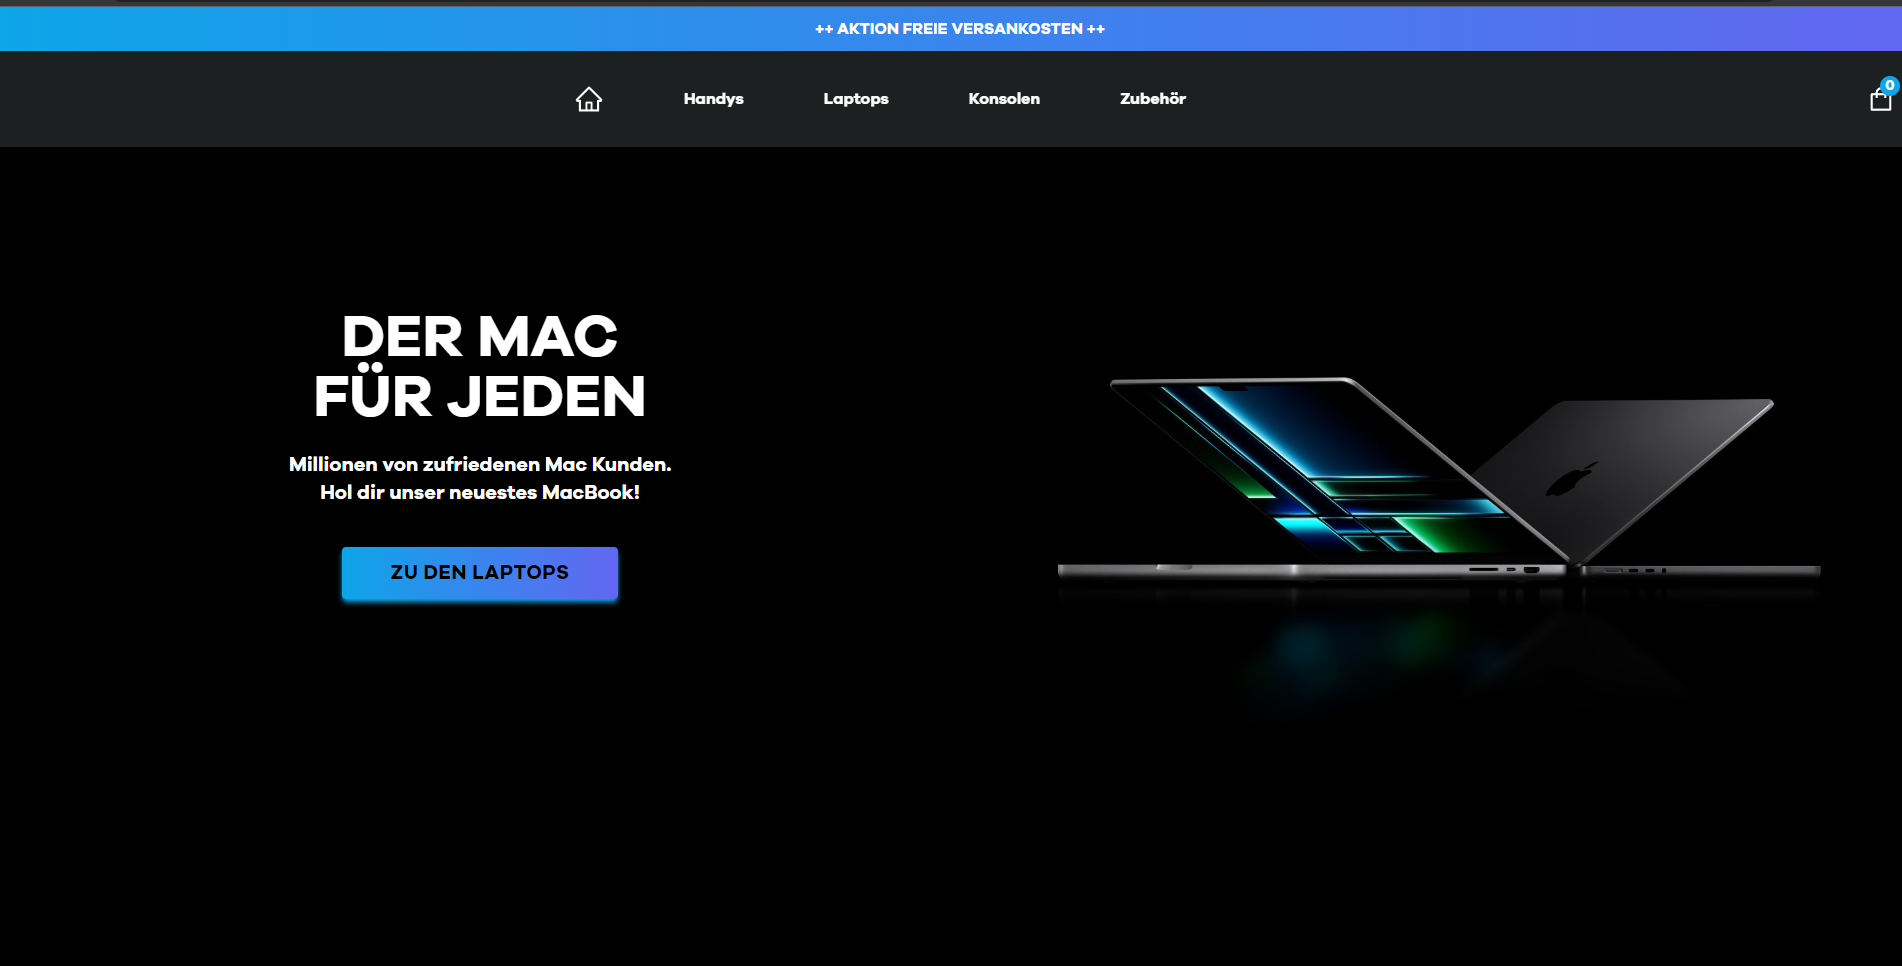 ++ AKTION FREIE VERSANKOSTEN ++
Handys Laptops Konsolen Zubehör
0
DER MAC
FÜR JEDEN
Millionen von zufriedenen Mac Kunden.
Hol dir unser neuestes MacBook!
ZU DEN LAPTOPS